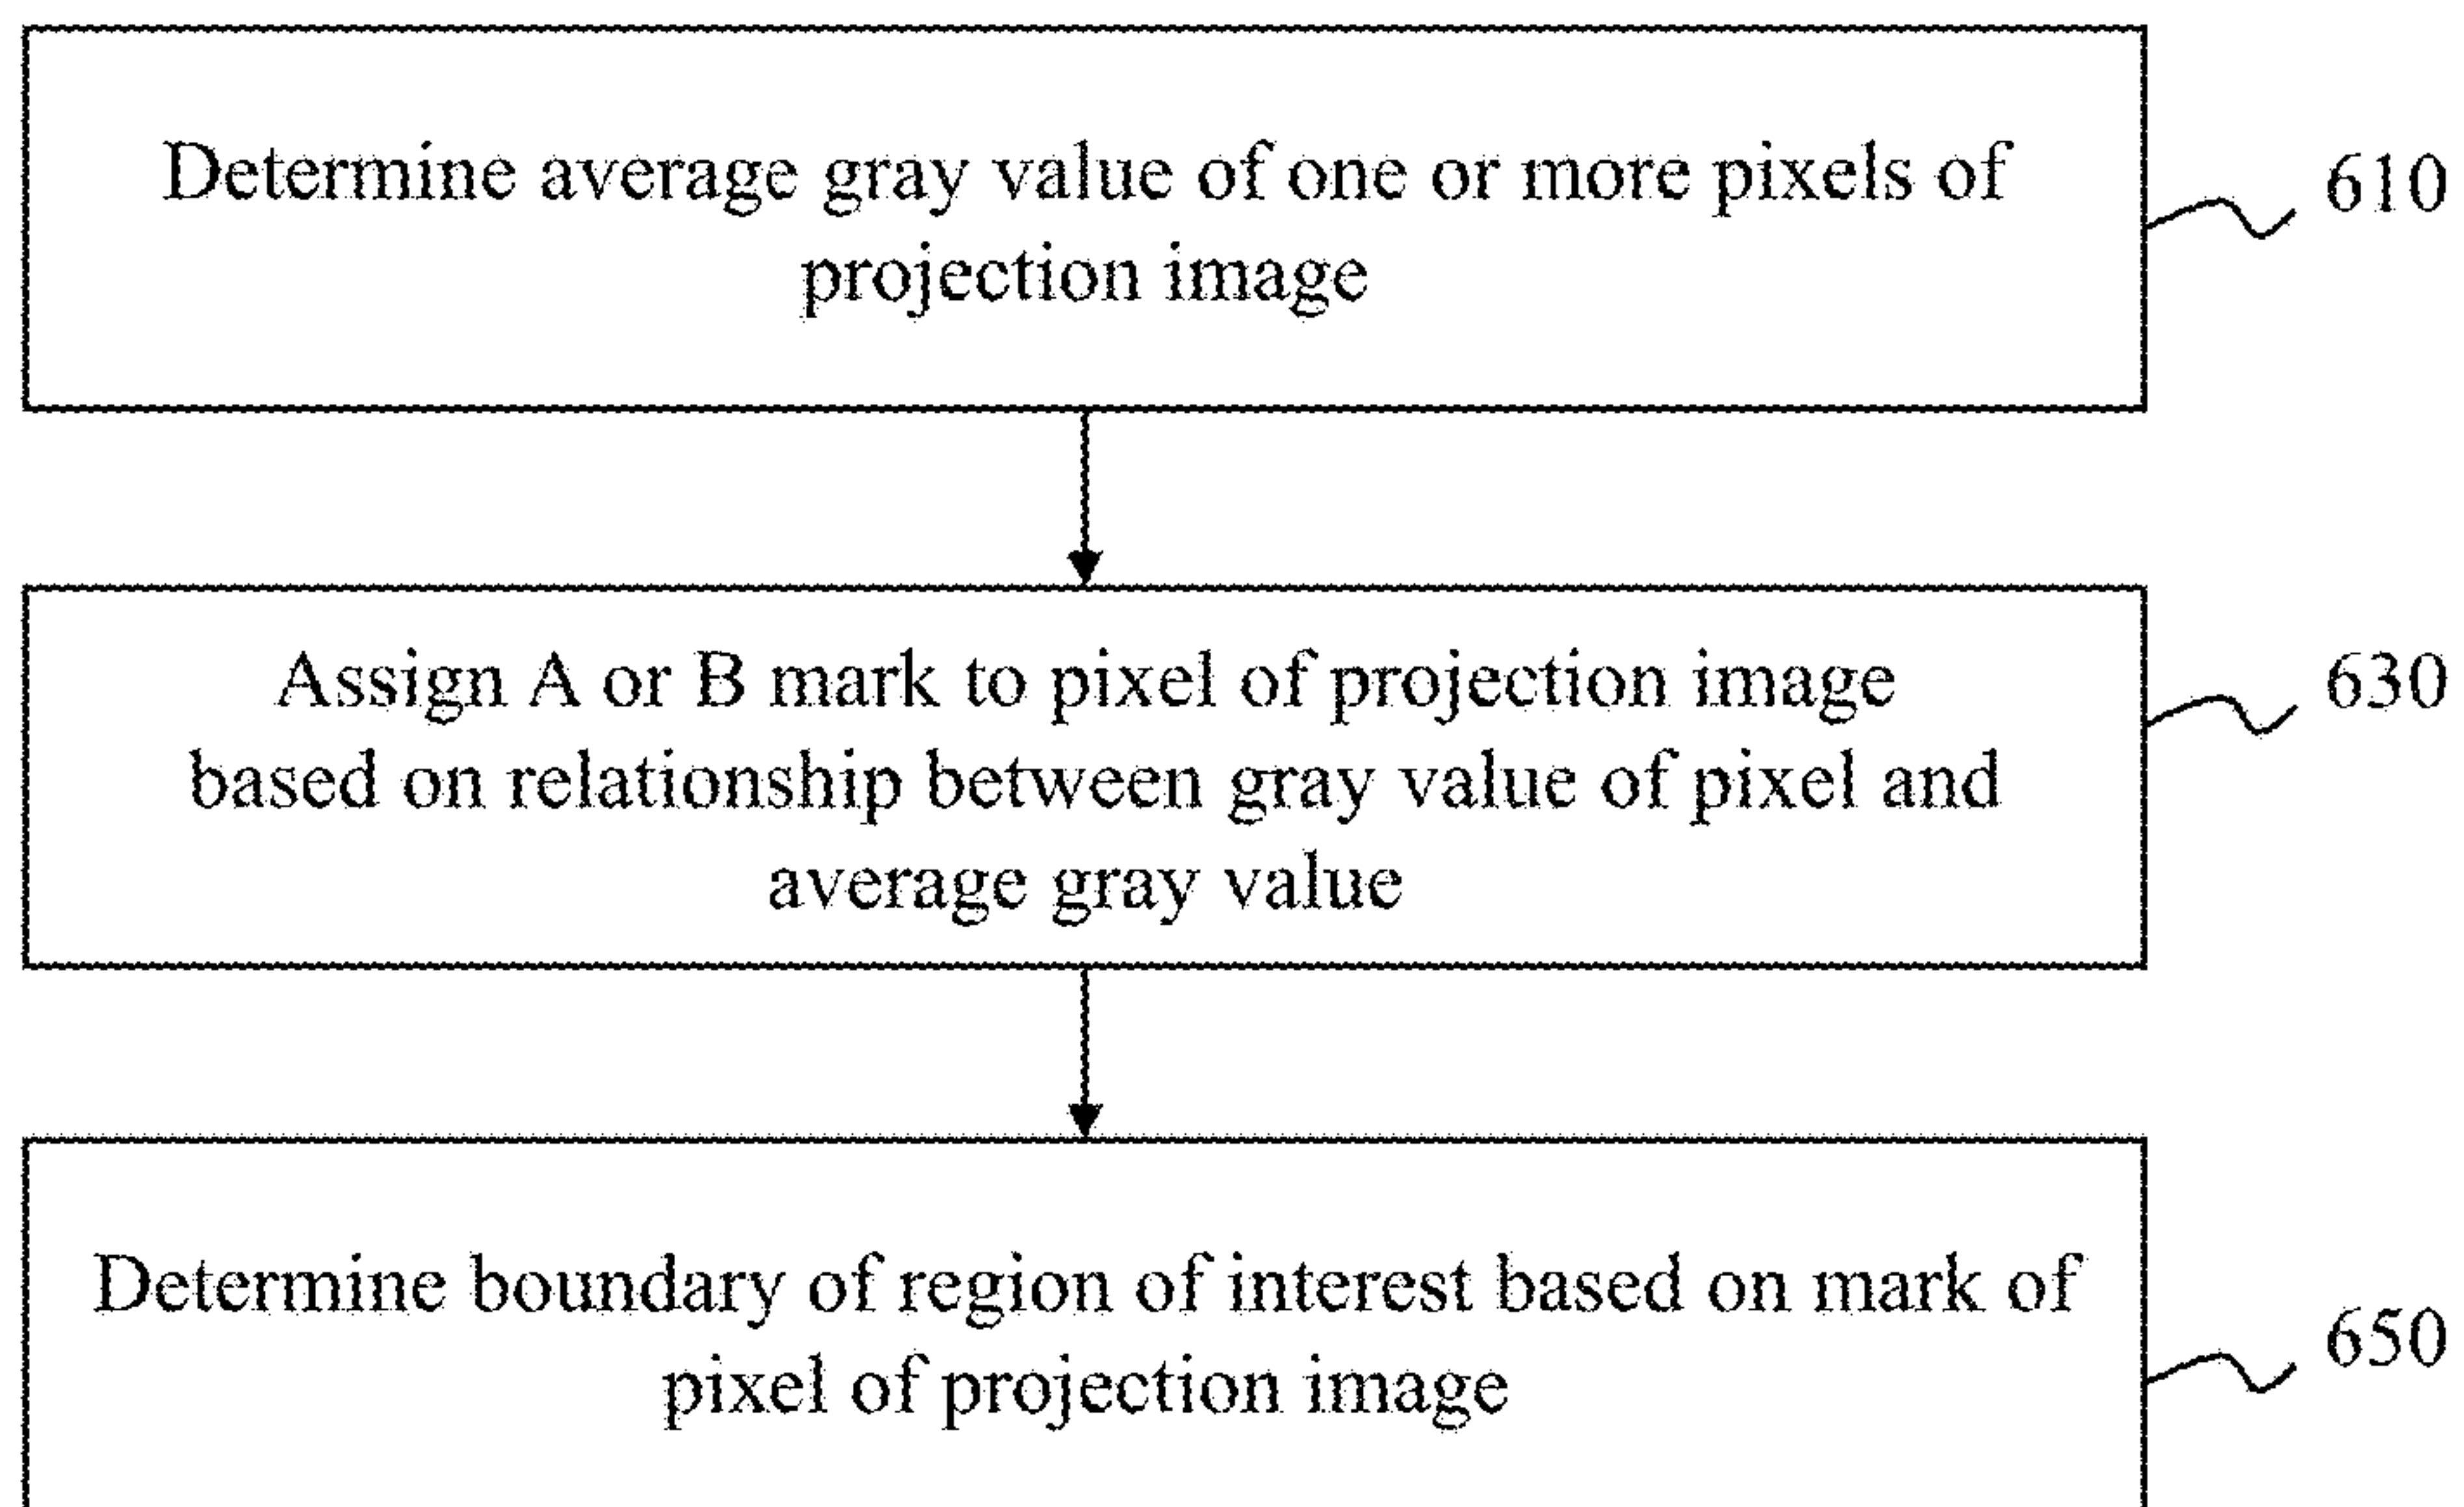 Determine average gray value of one or more pixels of
projection image
610
Assign A or B mark to pixel of projection image
based on relationship between gray value of pixel and
average gray value
630
Determine boundary of region of interest based on mark of
pixel of projection image
650